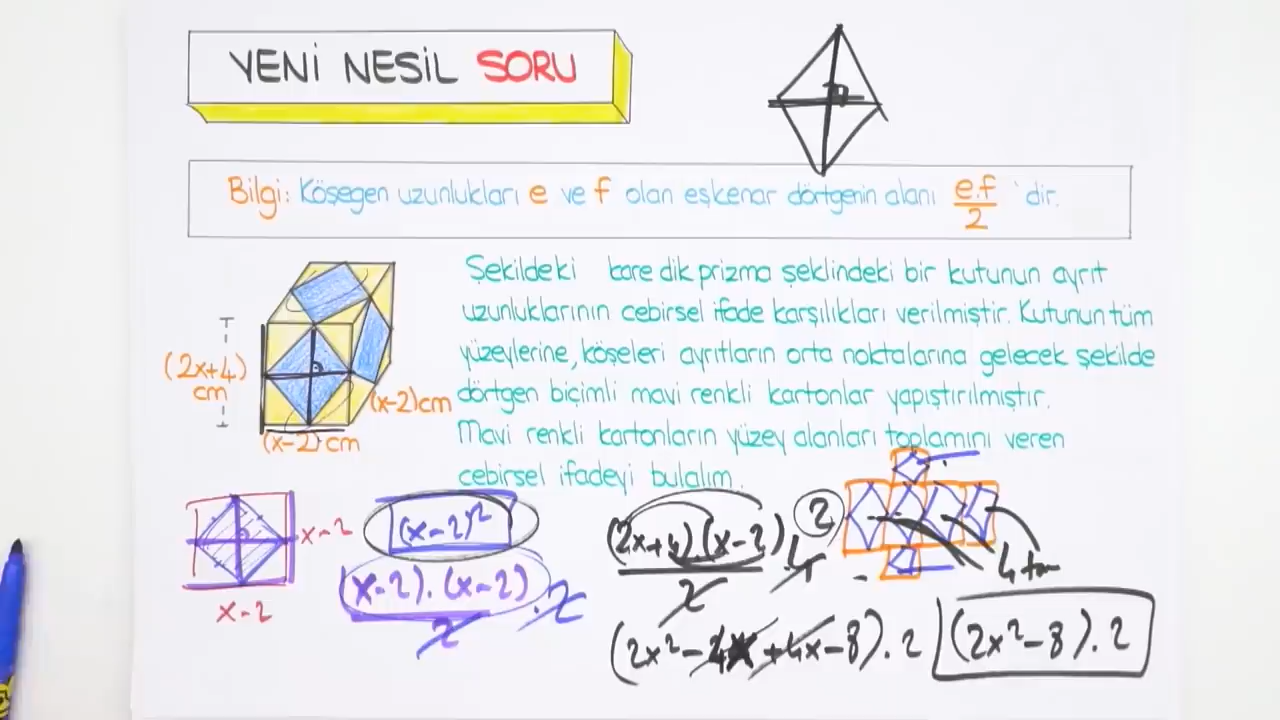 YENİ NESİL SORU
Bilgi: Köşegen uzunlukları e ve f olan eşkenar dörtgenin alanı e.f/2 'dir.
Şekildeki kare dik prizma şeklindeki bir kutunun ayrıt
uzunluklarının cebirsel ifade karşılıkları verilmiştir. Kutunun tüm
yüzeylerine, köşeleri ayrıtların orta noktalarına gelecek şekilde
dörtgen biçimli mavi renkli kartonlar yapıştırılmıştır.
Mavi renkli kartonların yüzey alanları toplamını veren
cebirsel ifadeyi bulalım.
(2x+4)
cm
(x-2)cm
(x-2)cm
x-2
x-2
(x-2)²
(x-2).(x-2)/2 .2
(2x+4)(x-2)/2 .4 2
4 tane
(2x²-4x+4x-8).2
(2x²-8).2